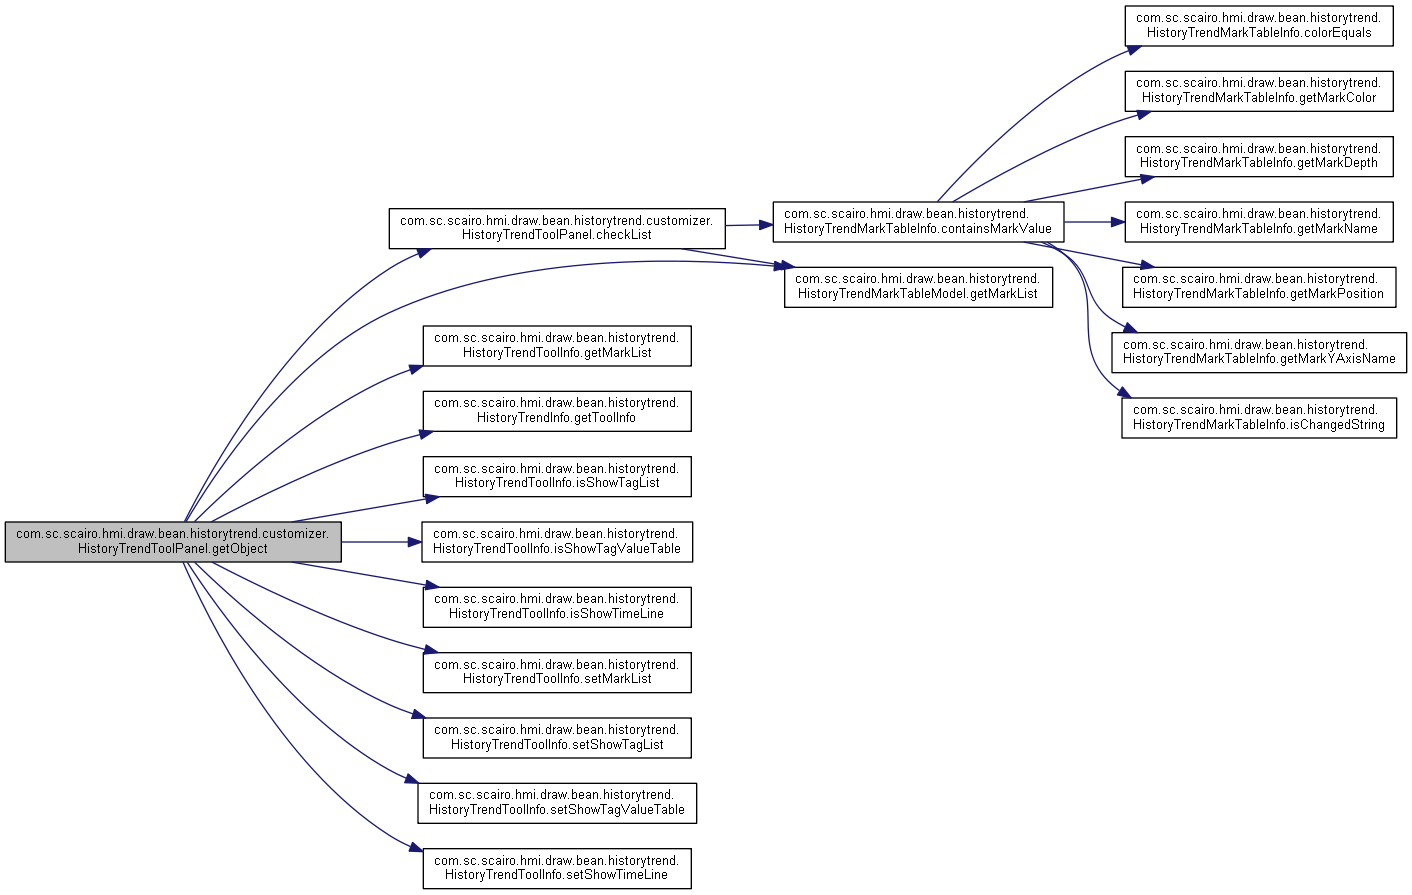 com.sc.scairo.hmi.draw.bean.historytrend.
HistoryTrendMarkTableInfo.colorEquals
com.sc.scairo.hmi.draw.bean.historytrend.
HistoryTrendMarkTableInfo.getMarkColor
com.sc.scairo.hmi.draw.bean.historytrend.
HistoryTrendMarkTableInfo.getMarkDepth
com.sc.scairo.hmi.draw.bean.historytrend.customizer.
HistoryTrendToolPanel.checkList
com.sc.scairo.hmi.draw.bean.historytrend.
HistoryTrendMarkTableInfo.containsMarkValue
com.sc.scairo.hmi.draw.bean.historytrend.
HistoryTrendMarkTableInfo.getMarkName
com.sc.scairo.hmi.draw.bean.historytrend.
HistoryTrendMarkTableModel.getMarkList
com.sc.scairo.hmi.draw.bean.historytrend.
HistoryTrendMarkTableInfo.getMarkPosition
com.sc.scairo.hmi.draw.bean.historytrend.
HistoryTrendToolInfo.getMarkList
com.sc.scairo.hmi.draw.bean.historytrend.
HistoryTrendMarkTableInfo.getMarkYAxisName
com.sc.scairo.hmi.draw.bean.historytrend.
HistoryTrendInfo.getToolInfo
com.sc.scairo.hmi.draw.bean.historytrend.
HistoryTrendMarkTableInfo.isChangedString
com.sc.scairo.hmi.draw.bean.historytrend.
HistoryTrendToolInfo.isShowTagList
com.sc.scairo.hmi.draw.bean.historytrend.customizer.
HistoryTrendToolPanel.getObject
com.sc.scairo.hmi.draw.bean.historytrend.
HistoryTrendToolInfo.isShowTagValueTable
com.sc.scairo.hmi.draw.bean.historytrend.
HistoryTrendToolInfo.isShowTimeLine
com.sc.scairo.hmi.draw.bean.historytrend.
HistoryTrendToolInfo.setMarkList
com.sc.scairo.hmi.draw.bean.historytrend.
HistoryTrendToolInfo.setShowTagList
com.sc.scairo.hmi.draw.bean.historytrend.
HistoryTrendToolInfo.setShowTagValueTable
com.sc.scairo.hmi.draw.bean.historytrend.
HistoryTrendToolInfo.setShowTimeLine